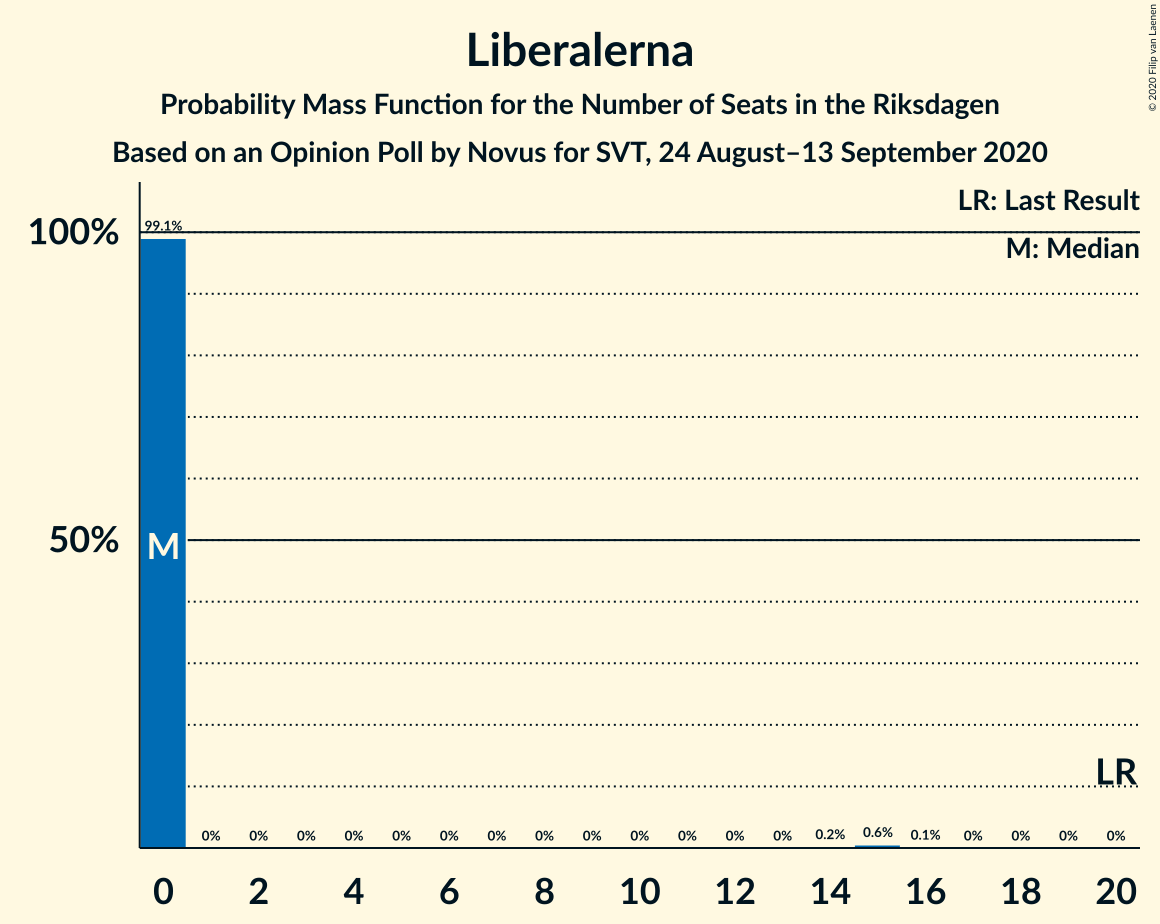 Liberalerna
Probability Mass Function for the Number of Seats in the Riksdagen
Based on an Opinion Poll by Novus for SVT, 24 August–13 September 2020
© 2020 Filip van Laenen
LR: Last Result
M: Median
100%
50%
99.1%
M
0% 0% 0% 0% 0% 0% 0% 0% 0% 0% 0% 0% 0% 0.2% 0.6% 0.1% 0% 0% 0% 0%
LR
0 2 4 6 8 10 12 14 16 18 20